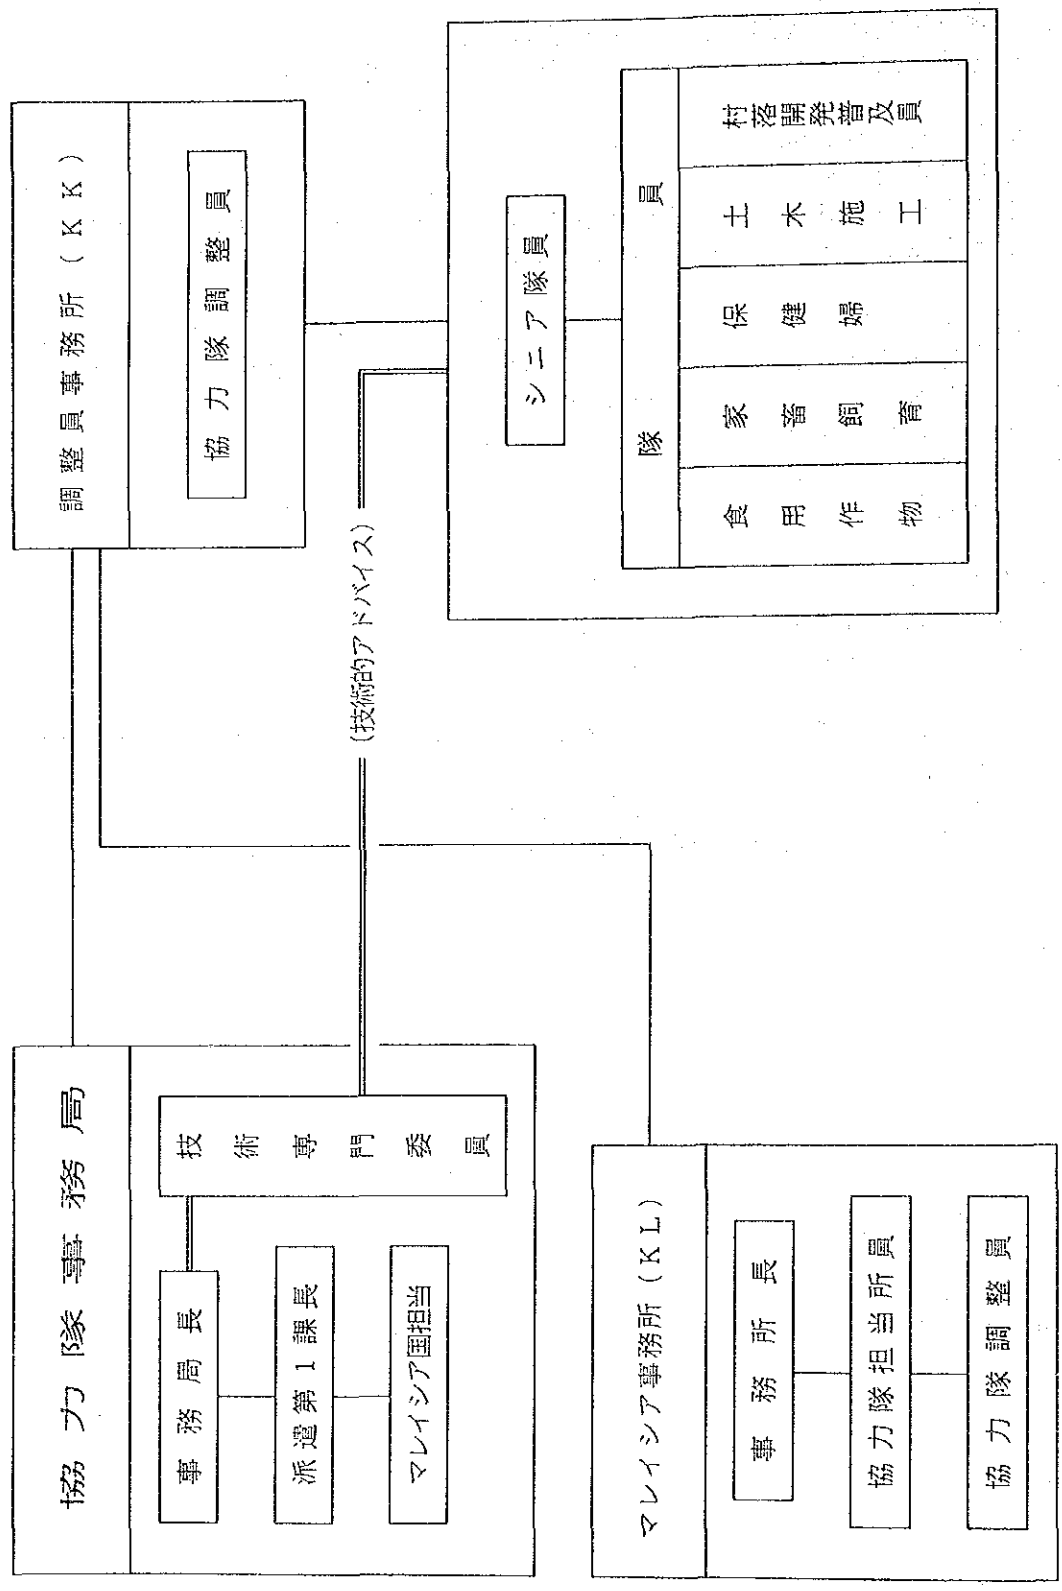 協力隊事務局
事務局長
派遣第1課長
マレイシア国担当
技術専門委員
(技術的アドバイス)
調整員事務所(KK)
協力隊調整員
マレイシア事務所(KL)
事務所長
協力隊担当所員
協力隊調整員
シニア隊員
隊員
食用作物
家畜飼育
保健婦
土木施工
村落開発普及員